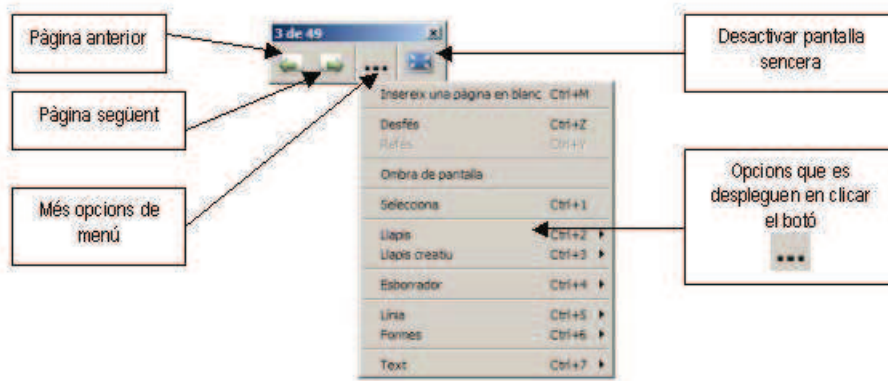 Pàgina anterior
Pàgina següent
Més opcions de
menú
3 de 49
Insereix una pàgina en blanc Ctrl+M
Desfés Ctrl+Z
Refés Ctrl+Y
Ombra de pantalla
Selecciona Ctrl+1
Llapis Ctrl+2
Llapis creatiu Ctrl+3
Esborrador Ctrl+4
Línia Ctrl+5
Formes Ctrl+6
Text Ctrl+7
Desactivar pantalla
sencera
Opcions que es
despleguen en clicar
el botó
...